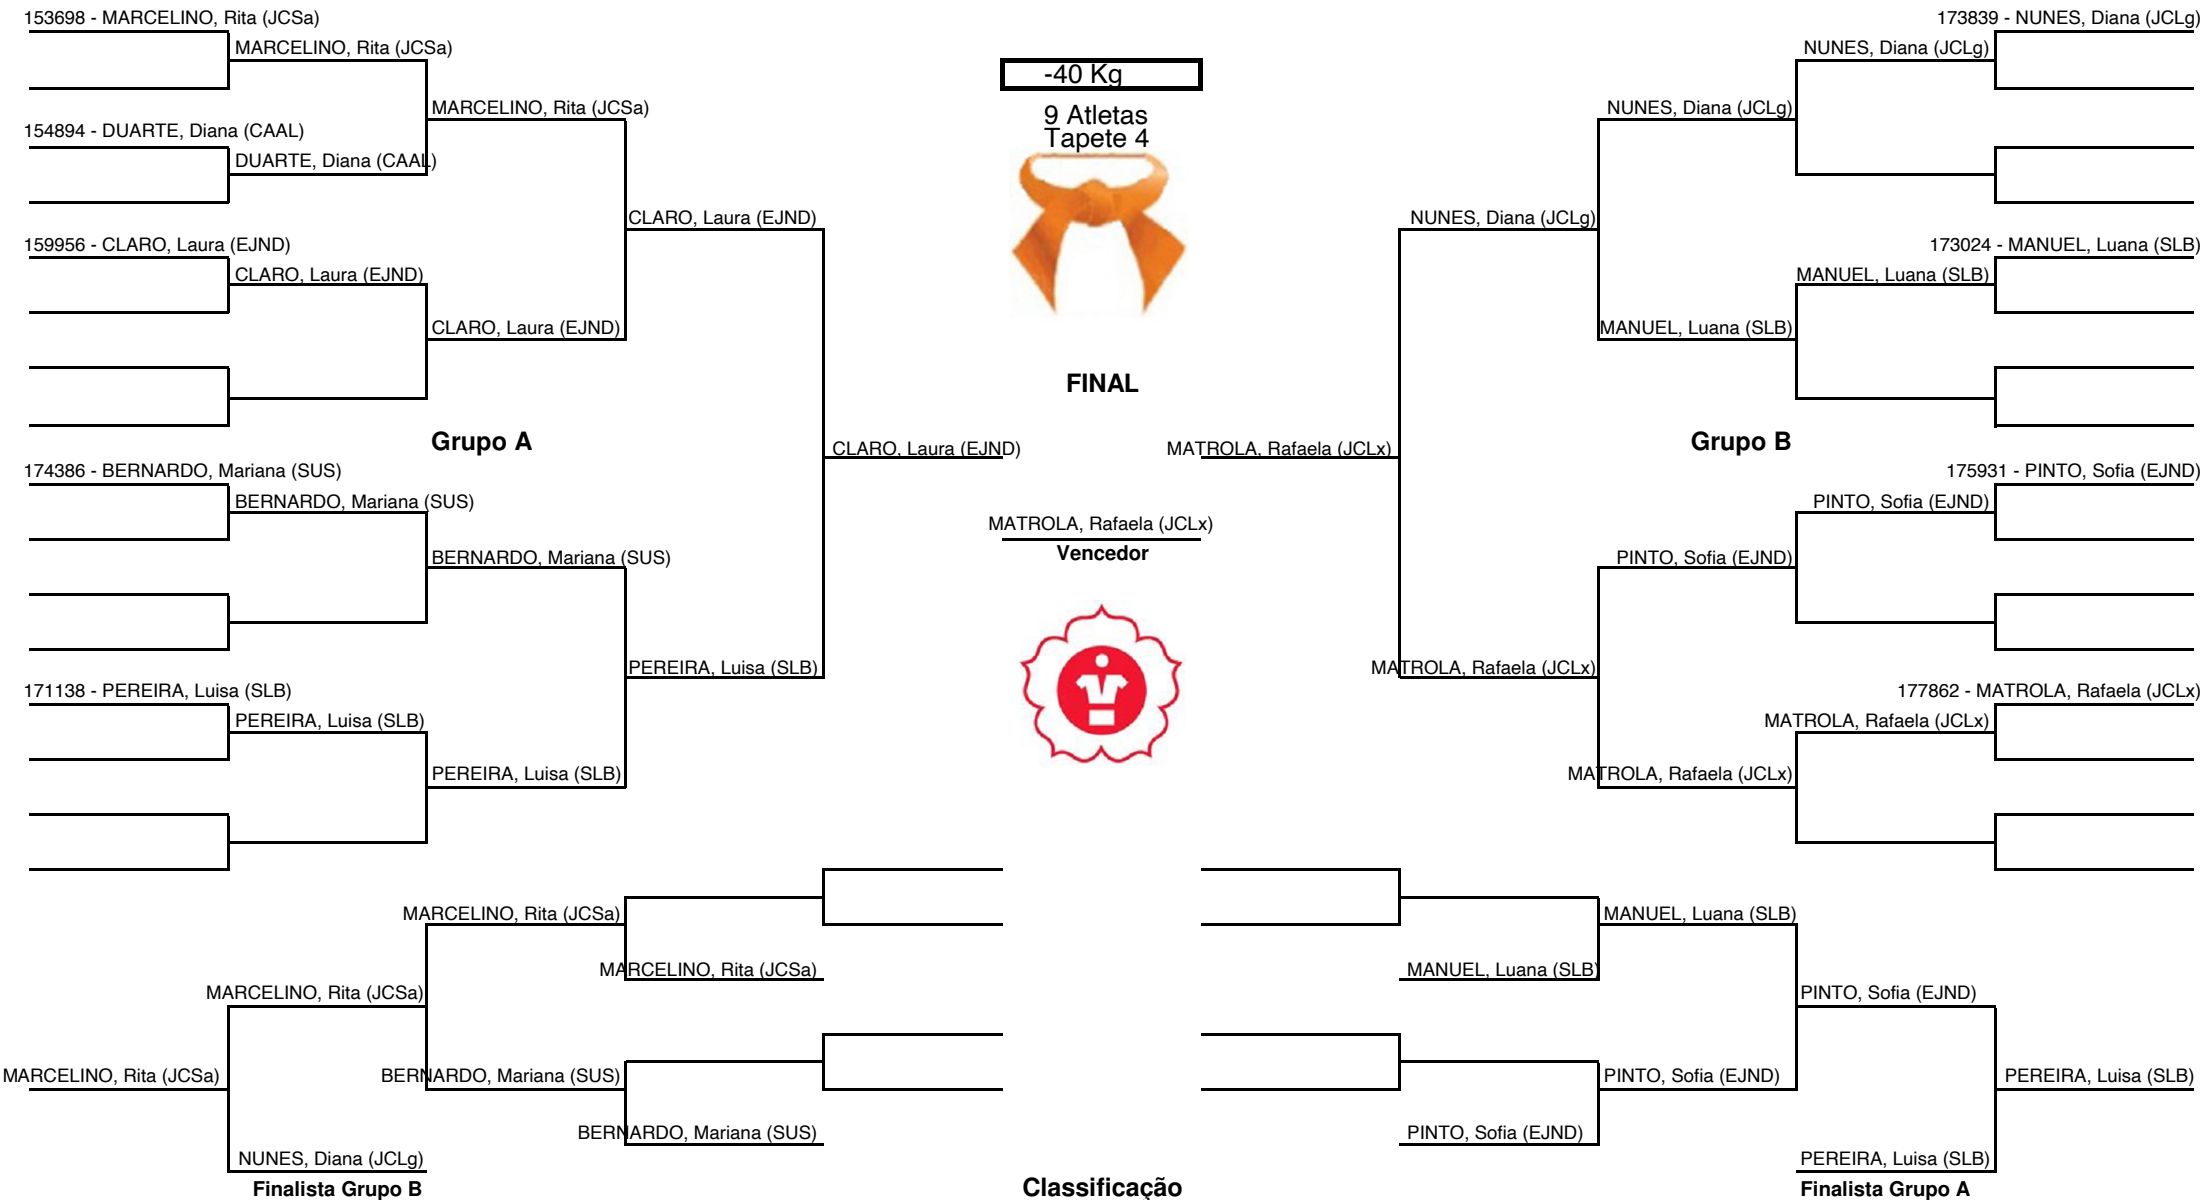 153698 - MARCELINO, Rita (JCSa)
MARCELINO, Rita (JCSa)
MARCELINO, Rita (JCSa)
154894 - DUARTE, Diana (CAAL)
DUARTE, Diana (CAAL)
CLARO, Laura (EJND)
159956 - CLARO, Laura (EJND)
CLARO, Laura (EJND)
CLARO, Laura (EJND)
Grupo A
CLARO, Laura (EJND)
174386 - BERNARDO, Mariana (SUS)
BERNARDO, Mariana (SUS)
BERNARDO, Mariana (SUS)
PEREIRA, Luisa (SLB)
171138 - PEREIRA, Luisa (SLB)
PEREIRA, Luisa (SLB)
PEREIRA, Luisa (SLB)
-40 Kg
9 Atletas
Tapete 4
FINAL
MATROLA, Rafaela (JCLx)
Vencedor
173839 - NUNES, Diana (JCLg)
NUNES, Diana (JCLg)
NUNES, Diana (JCLg)
NUNES, Diana (JCLg)
173024 - MANUEL, Luana (SLB)
MANUEL, Luana (SLB)
MANUEL, Luana (SLB)
Grupo B
MATROLA, Rafaela (JCLx)
175931 - PINTO, Sofia (EJND)
PINTO, Sofia (EJND)
PINTO, Sofia (EJND)
MATROLA, Rafaela (JCLx)
177862 - MATROLA, Rafaela (JCLx)
MATROLA, Rafaela (JCLx)
MATROLA, Rafaela (JCLx)
MARCELINO, Rita (JCSa)
MARCELINO, Rita (JCSa)
MARCELINO, Rita (JCSa)
MARCELINO, Rita (JCSa)
BERNARDO, Mariana (SUS)
BERNARDO, Mariana (SUS)
NUNES, Diana (JCLg)
Finalista Grupo B
Classificação
MANUEL, Luana (SLB)
MANUEL, Luana (SLB)
PINTO, Sofia (EJND)
PINTO, Sofia (EJND)
PEREIRA, Luisa (SLB)
PINTO, Sofia (EJND)
PEREIRA, Luisa (SLB)
Finalista Grupo A